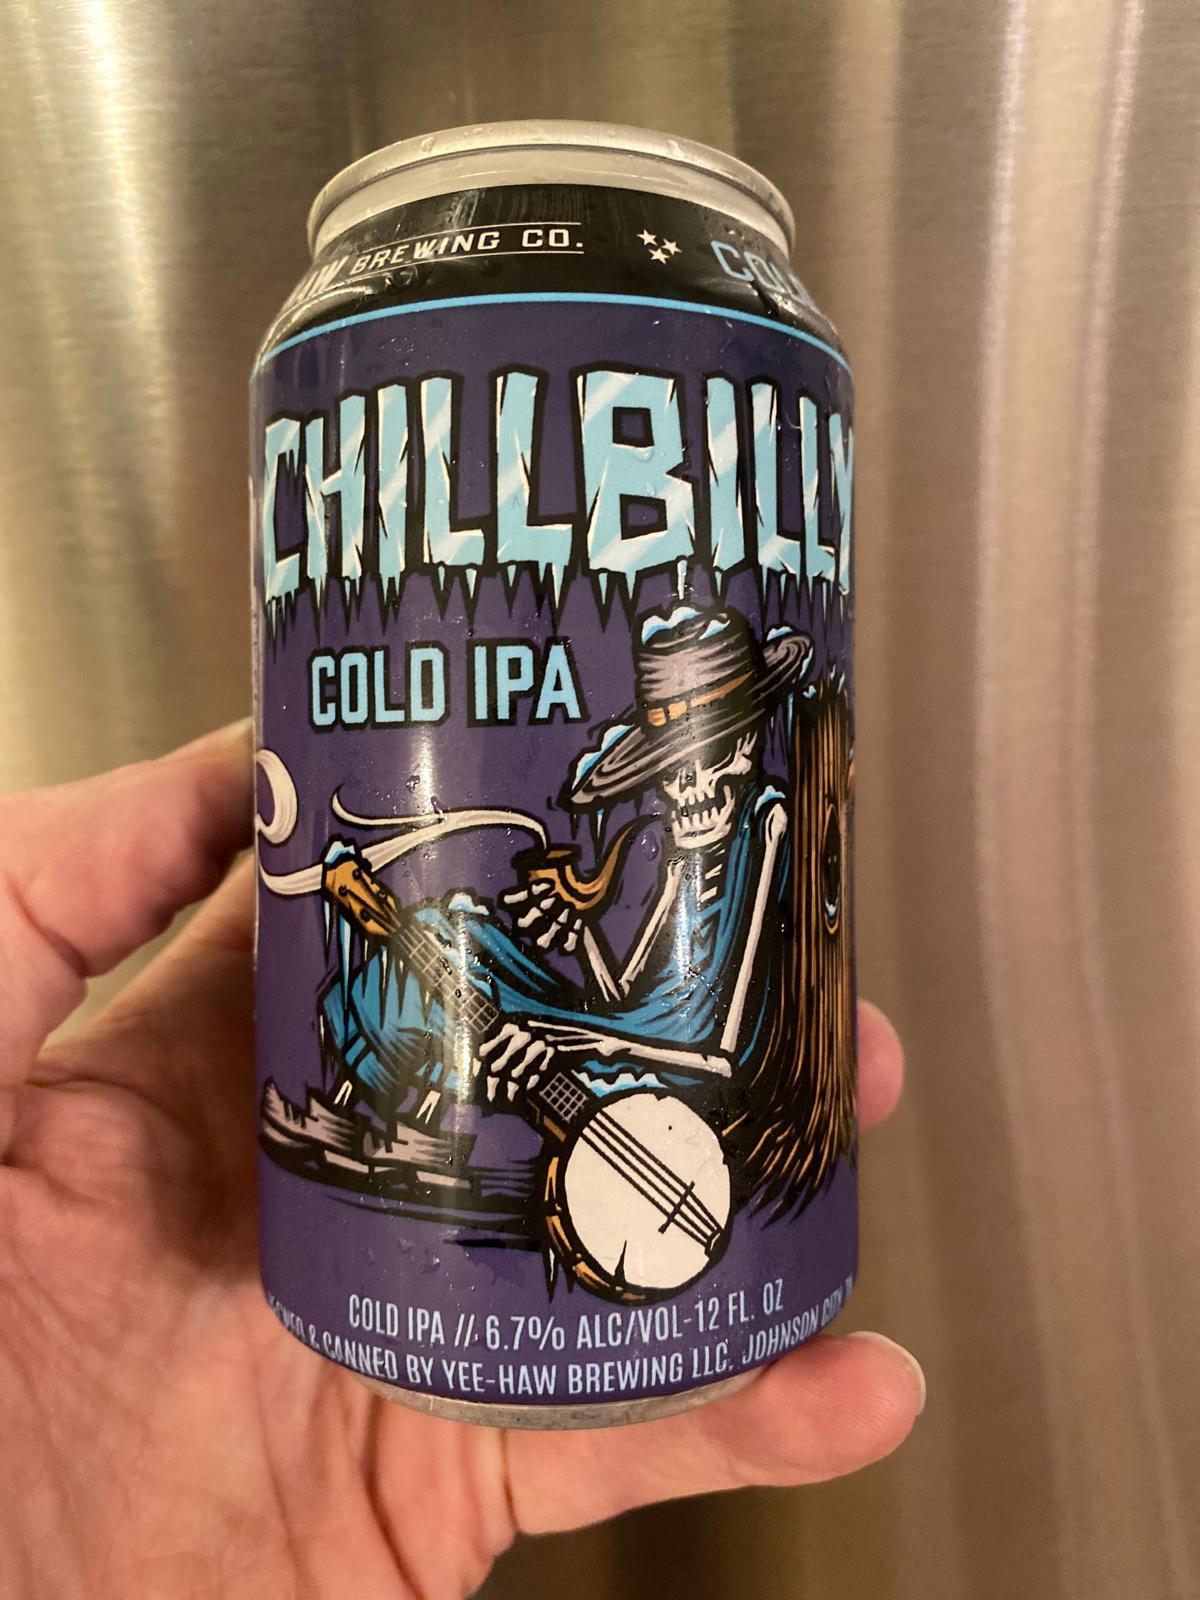 BREWING CO.
CHILLBILLY
COLD IPA
COLD IPA // 6.7% ALC/VOL-12 FL. OZ
& CANNED BY YEE-HAW BREWING LLC. JOHNSON CITY, TN